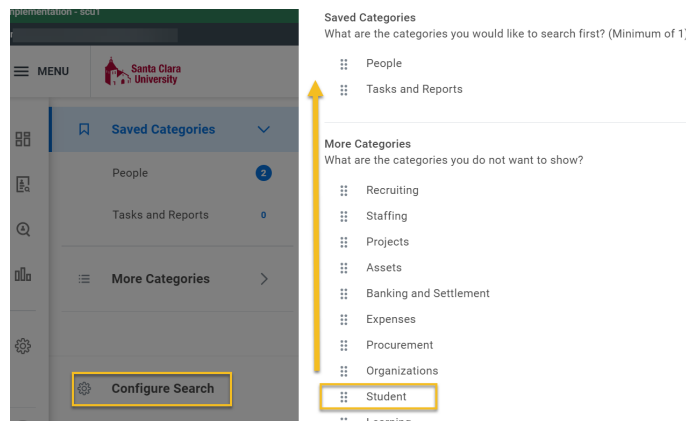 mplementation - scu1
MENU
Santa Clara
University
Saved Categories
People
2
Tasks and Reports
0
More Categories
Configure Search
Saved Categories
What are the categories you would like to search first? (Minimum of 1)
People
Tasks and Reports
More Categories
What are the categories you do not want to show?
Recruiting
Staffing
Projects
Assets
Banking and Settlement
Expenses
Procurement
Organizations
Student
Learning